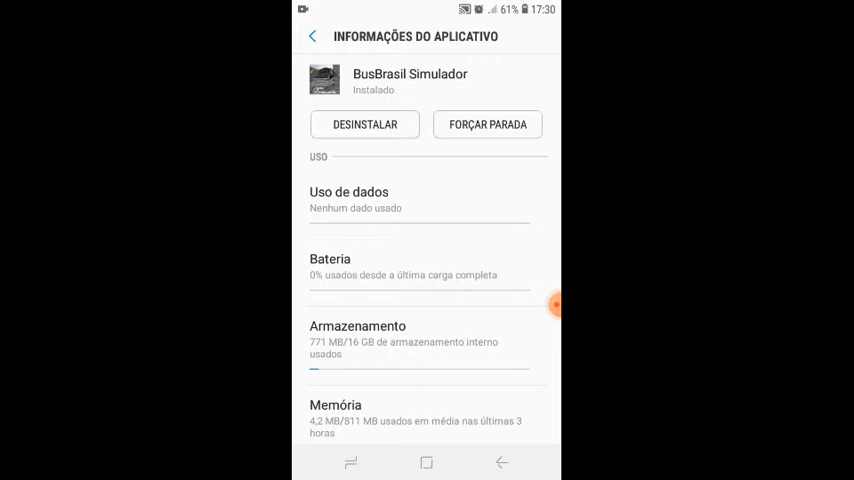 61% 17:30
INFORMAÇÕES DO APLICATIVO
BusBrasil Simulador
Instalado
DESINSTALAR FORÇAR PARADA
USO
Uso de dados
Nenhum dado usado
Bateria
0% usados desde a última carga completa
Armazenamento
771 MB/16 GB de armazenamento interno
usados
Memória
4,2 MB/811 MB usados em média nas últimas 3
horas